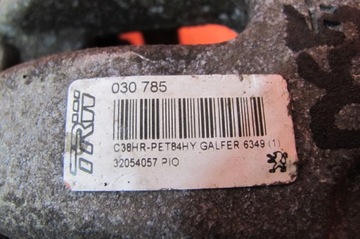 TRW
030 785
C38HR-PET84HY GALFER 6349 (1)
32054057 PIO